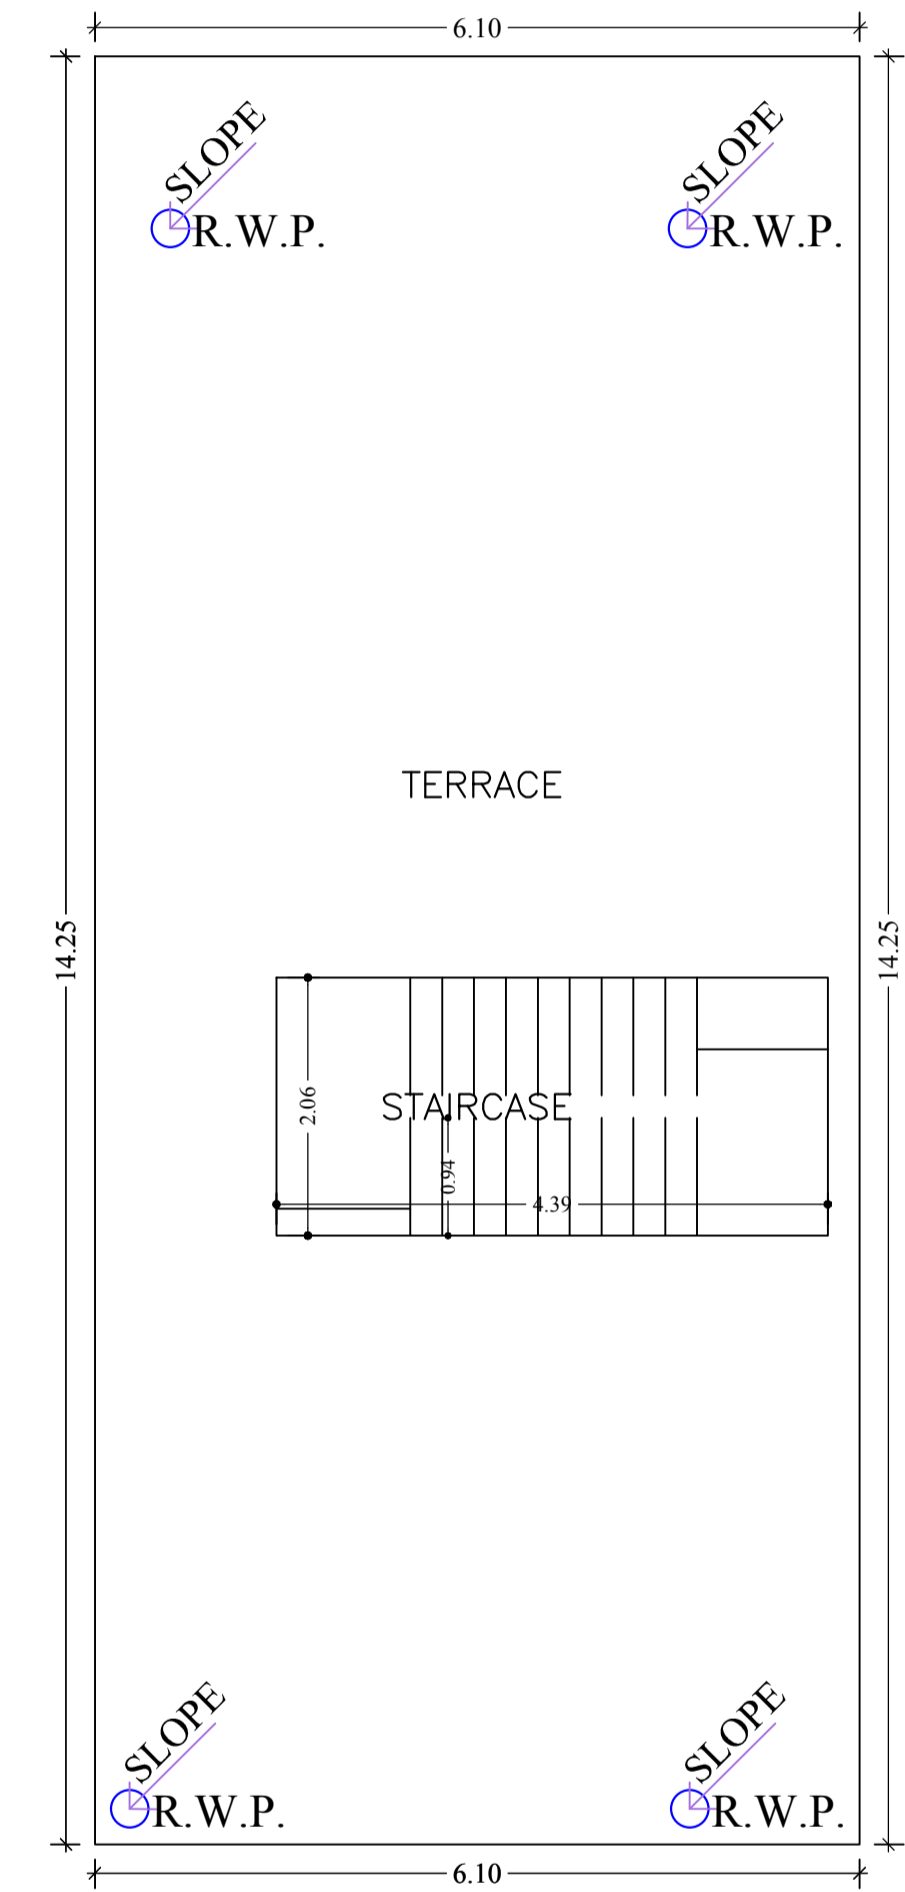 6.10
SLOPE
SLOPE
R.W.P.
R.W.P.
TERRACE
14.25
14.25
STAIRCASE
2.06
0.94
4.39
SLOPE
SLOPE
R.W.P.
R.W.P.
6.10